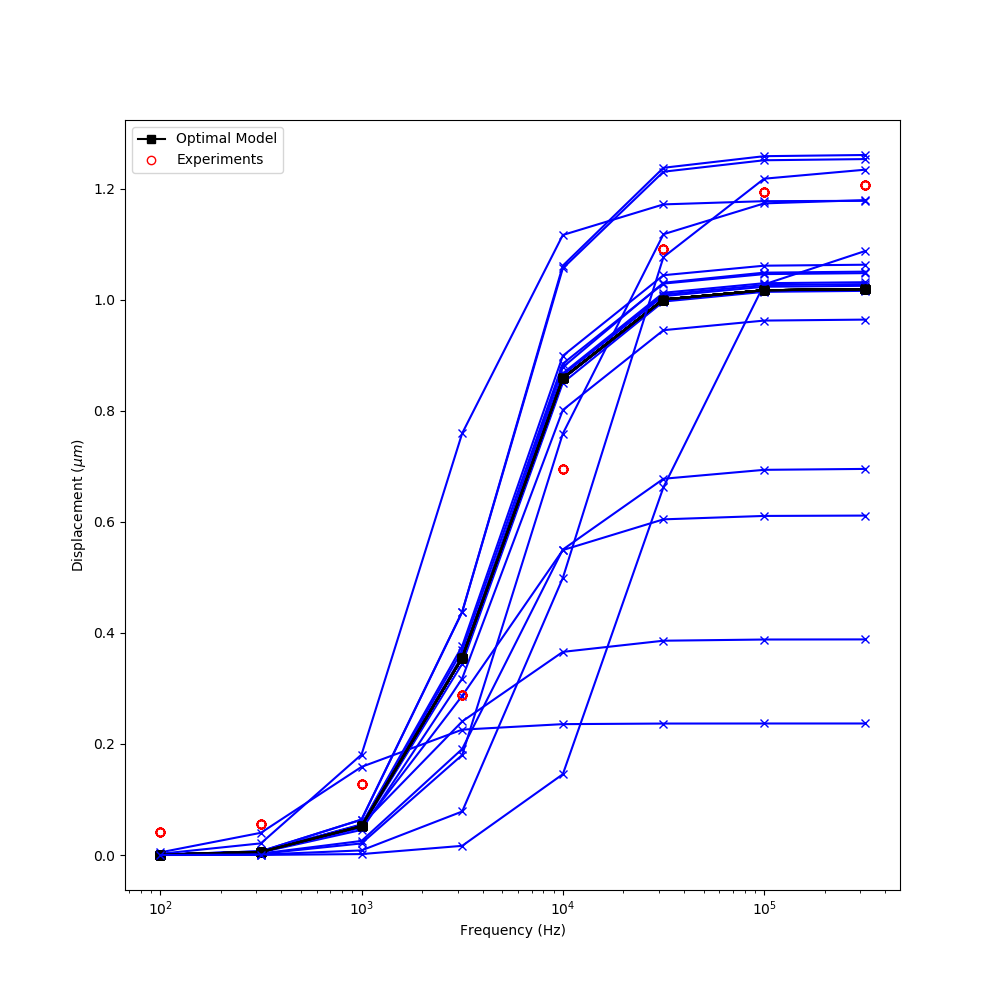 Optimal Model
Experiments
1.2
1.0
0.8
0.6
0.4
0.2
0.0
Displacement (μm)
10²
10³
10⁴
10⁵
Frequency (Hz)